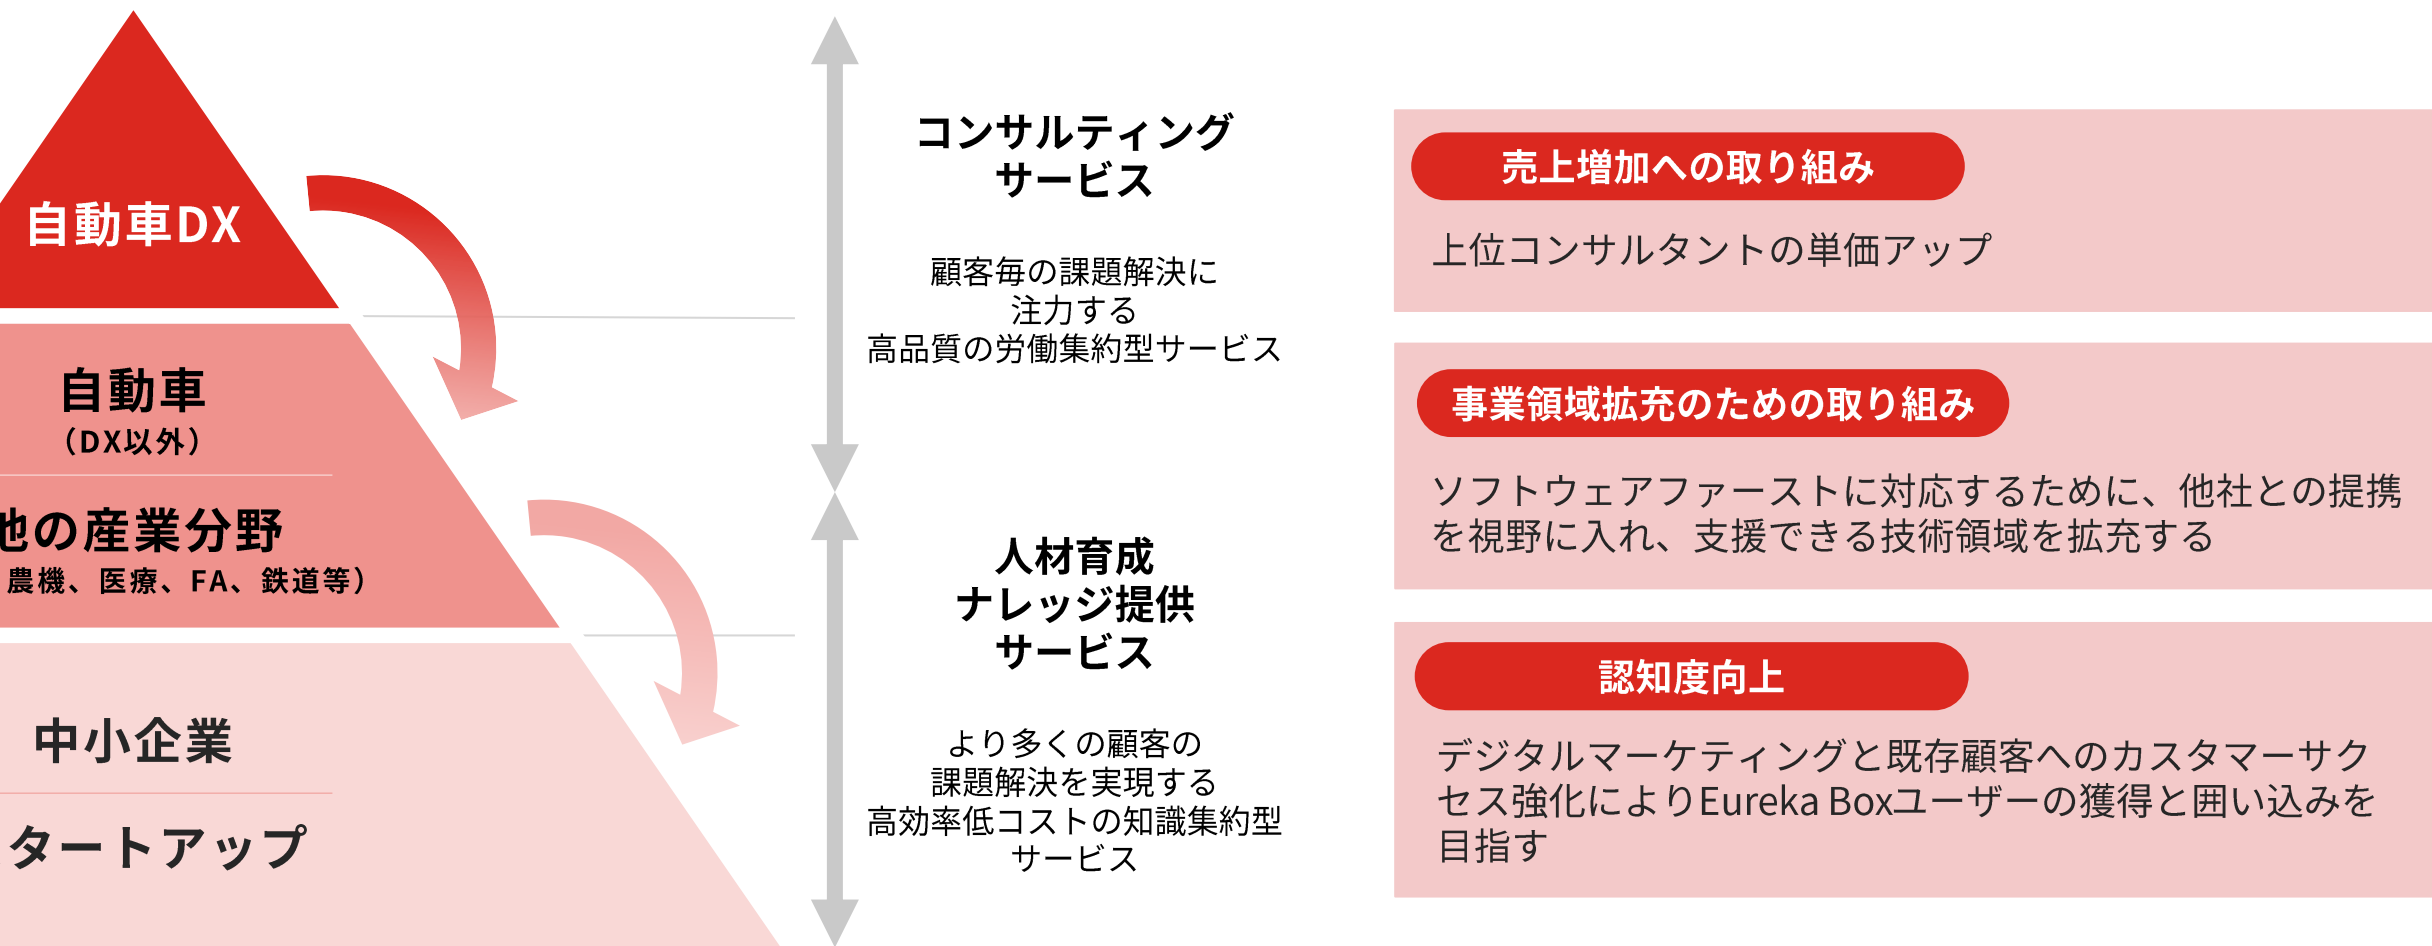 自動車DX
自動車
（DX以外）
他の産業分野
農機、医療、FA、鉄道等）
中小企業
タートアップ
コンサルティング
サービス
顧客毎の課題解決に
注力する
高品質の労働集約型サービス
人材育成
ナレッジ提供
サービス
より多くの顧客の
課題解決を実現する
高効率低コストの知識集約型
サービス
売上増加への取り組み
上位コンサルタントの単価アップ
事業領域拡充のための取り組み
ソフトウェアファーストに対応するために、他社との提携
を視野に入れ、支援できる技術領域を拡充する
認知度向上
デジタルマーケティングと既存顧客へのカスタマーサク
セス強化によりEureka Boxユーザーの獲得と囲い込みを
目指す